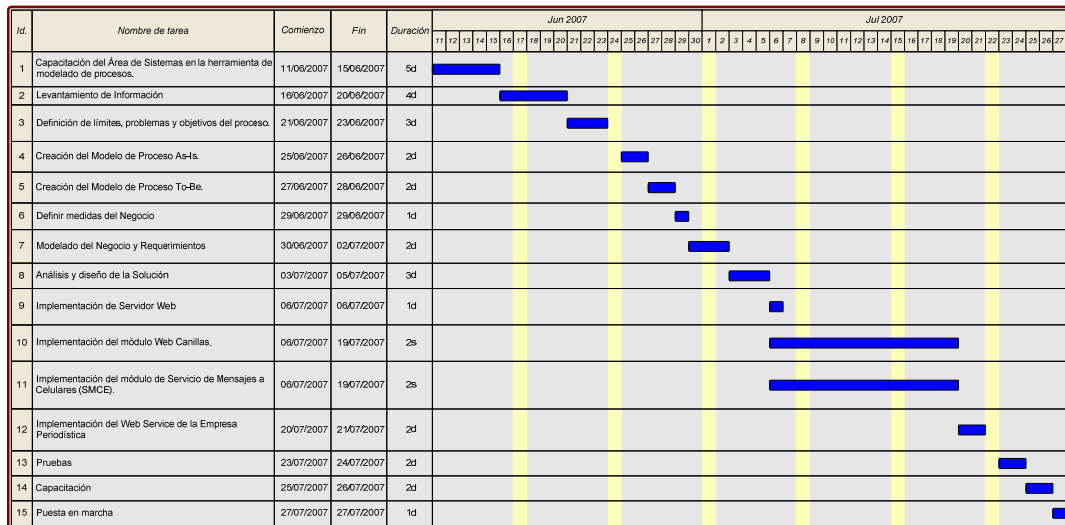 Id.
Nombre de tarea
Comienzo
Fin
Duración
Jun 2007
Jul 2007
11 12 13 14 15 16 17 18 19 20 21 22 23 24 25 26 27 28 29 30 1 2 3 4 5 6 7 8 9 10 11 12 13 14 15 16 17 18 19 20 21 22 23 24 25 26 27
1 Capacitación del Área de Sistemas en la herramienta de
modelado de procesos. 11/06/2007 15/06/2007 5d
2 Levantamiento de Información 16/06/2007 20/06/2007 4d
3 Definición de límites, problemas y objetivos del proceso. 21/06/2007 23/06/2007 3d
4 Creación del Modelo de Proceso As-Is. 25/06/2007 26/06/2007 2d
5 Creación del Modelo de Proceso To-Be. 27/06/2007 28/06/2007 2d
6 Definir medidas del Negocio 29/06/2007 29/06/2007 1d
7 Modelado del Negocio y Requerimientos 30/06/2007 02/07/2007 2d
8 Análisis y diseño de la Solución 03/07/2007 05/07/2007 3d
9 Implementación de Servidor Web 06/07/2007 06/07/2007 1d
10 Implementación del módulo Web Canillas. 06/07/2007 19/07/2007 2s
11 Implementación del módulo de Servicio de Mensajes a
Celulares (SMCE). 06/07/2007 19/07/2007 2s
12 Implementación del Web Service de la Empresa
Periodística 20/07/2007 21/07/2007 2d
13 Pruebas 23/07/2007 24/07/2007 2d
14 Capacitación 25/07/2007 26/07/2007 2d
15 Puesta en marcha 27/07/2007 27/07/2007 1d